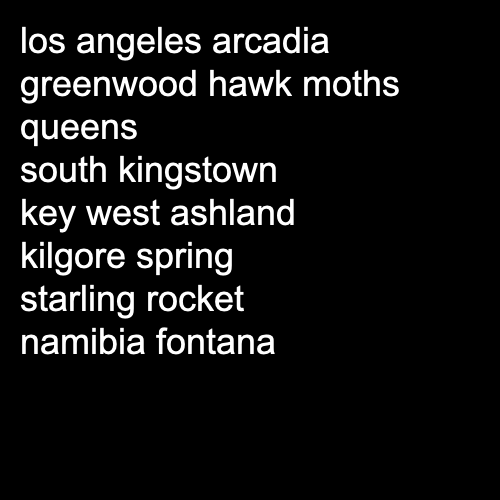 los angeles arcadia
greenwood hawk moths
queens
south kingstown
key west ashland
kilgore spring
starling rocket
namibia fontana